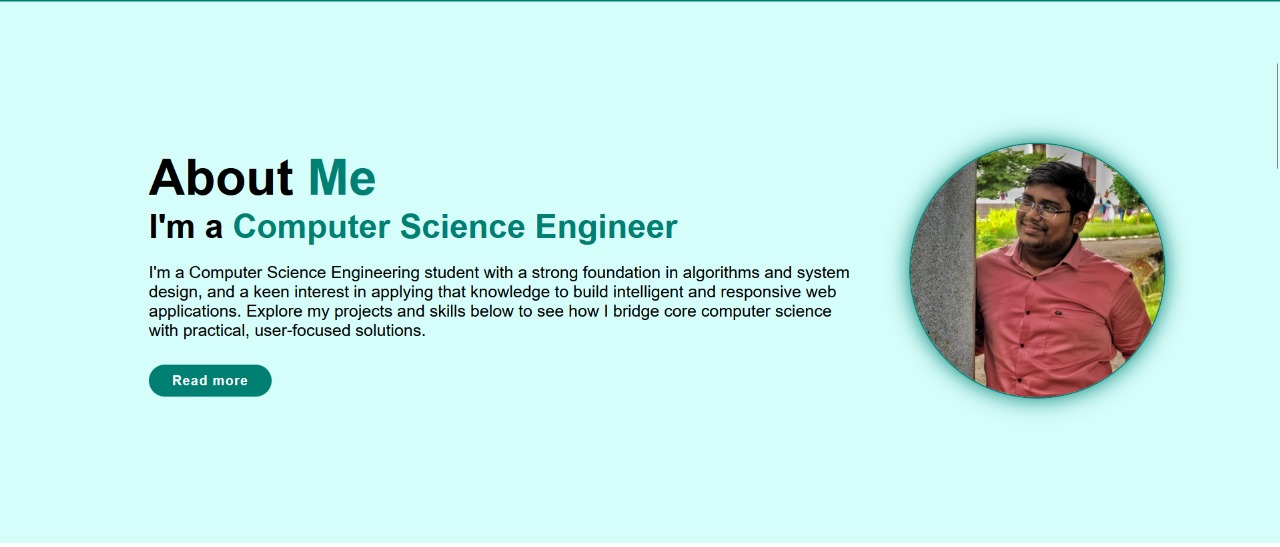 About Me
I'm a Computer Science Engineer
I'm a Computer Science Engineering student with a strong foundation in algorithms and system
design, and a keen interest in applying that knowledge to build intelligent and responsive web
applications. Explore my projects and skills below to see how I bridge core computer science
with practical, user-focused solutions.
Read more